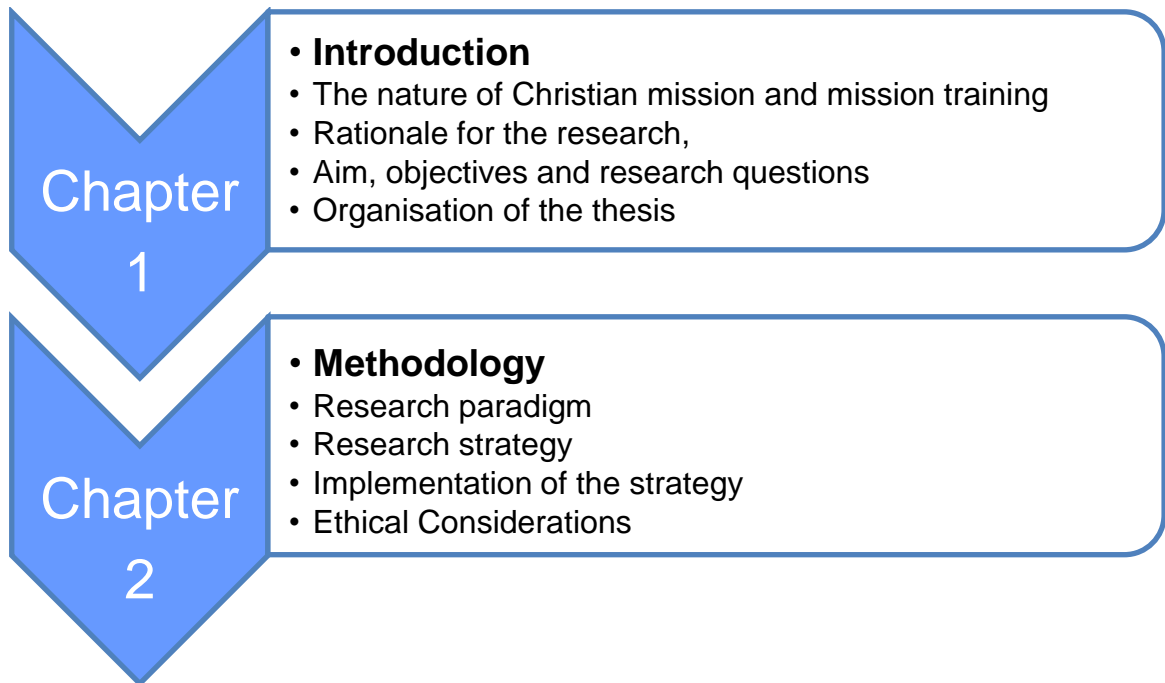 Chapter
1
• Introduction
• The nature of Christian mission and mission training
• Rationale for the research,
• Aim, objectives and research questions
• Organisation of the thesis
Chapter
2
• Methodology
• Research paradigm
• Research strategy
• Implementation of the strategy
• Ethical Considerations